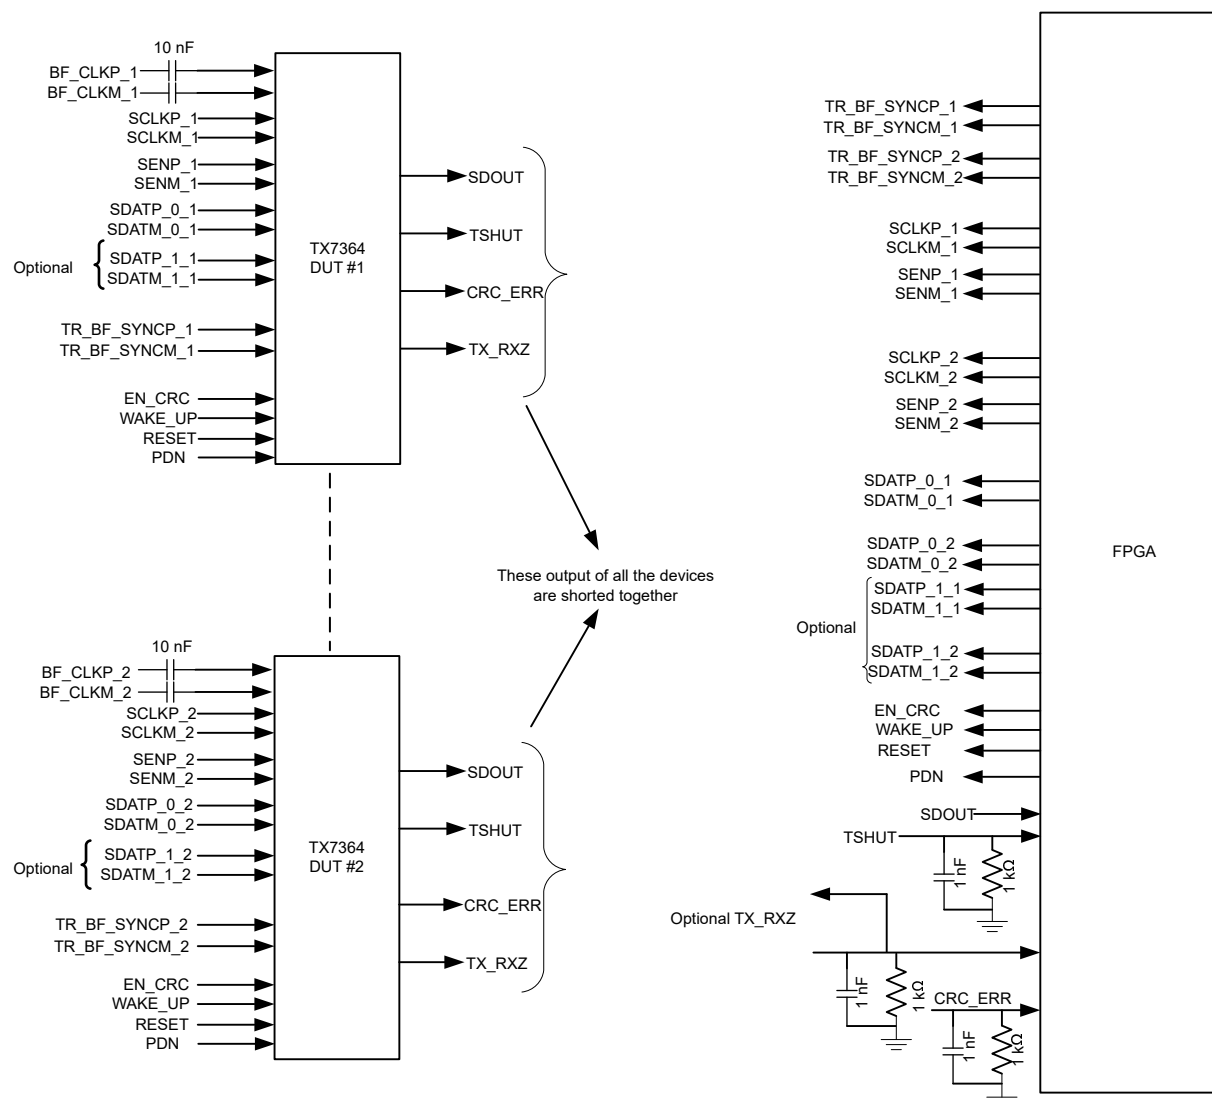 10 nF
BF_CLKP_1
BF_CLKM_1
SCLKP_1
SCLKM_1
SENP_1
SENM_1
SDATP_0_1
SDATM_0_1
Optional
SDATP_1_1
SDATM_1_1
TR_BF_SYNCP_1
TR_BF_SYNCM_1
EN_CRC
WAKE_UP
RESET
PDN
TX7364
DUT #1
SDOUT
TSHUT
CRC_ERR
TX_RXZ
These output of all the devices
are shorted together
10 nF
BF_CLKP_2
BF_CLKM_2
SCLKP_2
SCLKM_2
SENP_2
SENM_2
SDATP_0_2
SDATM_0_2
Optional
SDATP_1_2
SDATM_1_2
TR_BF_SYNCP_2
TR_BF_SYNCM_2
EN_CRC
WAKE_UP
RESET
PDN
TX7364
DUT #2
SDOUT
TSHUT
CRC_ERR
TX_RXZ
TR_BF_SYNCP_1
TR_BF_SYNCM_1
TR_BF_SYNCP_2
TR_BF_SYNCM_2
SCLKP_1
SCLKM_1
SENP_1
SENM_1
SCLKP_2
SCLKM_2
SENP_2
SENM_2
SDATP_0_1
SDATM_0_1
SDATP_0_2
SDATM_0_2
Optional
SDATP_1_1
SDATM_1_1
SDATP_1_2
SDATM_1_2
EN_CRC
WAKE_UP
RESET
PDN
SDOUT
TSHUT
1 nF
1 kΩ
Optional TX_RXZ
1 nF
1 kΩ
CRC_ERR
1 nF
1 kΩ
FPGA